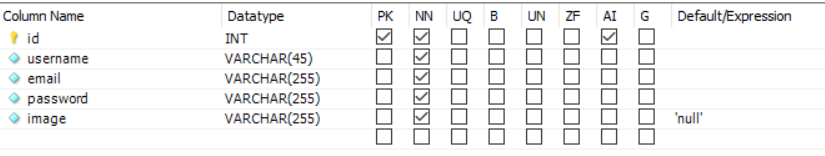 Column Name Datatype PK NN UQ B UN ZF AI G Default/Expression
id INT
username VARCHAR(45)
email VARCHAR(255)
password VARCHAR(255)
image VARCHAR(255) 'null'